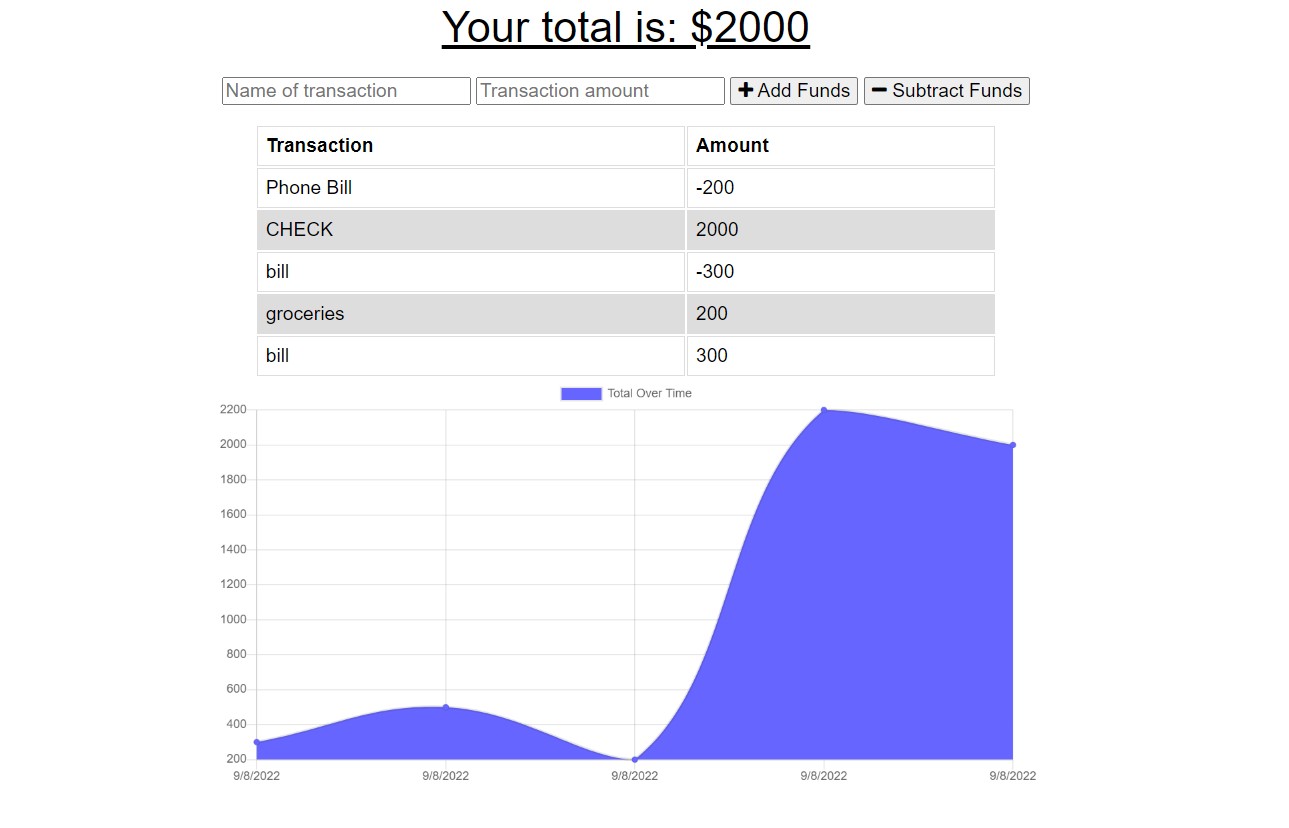 Your total is: $2000
Name of transaction Transaction amount + Add Funds − Subtract Funds
Transaction Amount
Phone Bill -200
CHECK 2000
bill -300
groceries 200
bill 300
Total Over Time
2200
2000
1800
1600
1400
1200
1000
800
600
400
200
9/8/2022 9/8/2022 9/8/2022 9/8/2022 9/8/2022